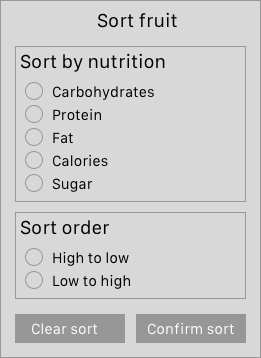 Sort fruit
Sort by nutrition
Carbohydrates
Protein
Fat
Calories
Sugar
Sort order
High to low
Low to high
Clear sort
Confirm sort